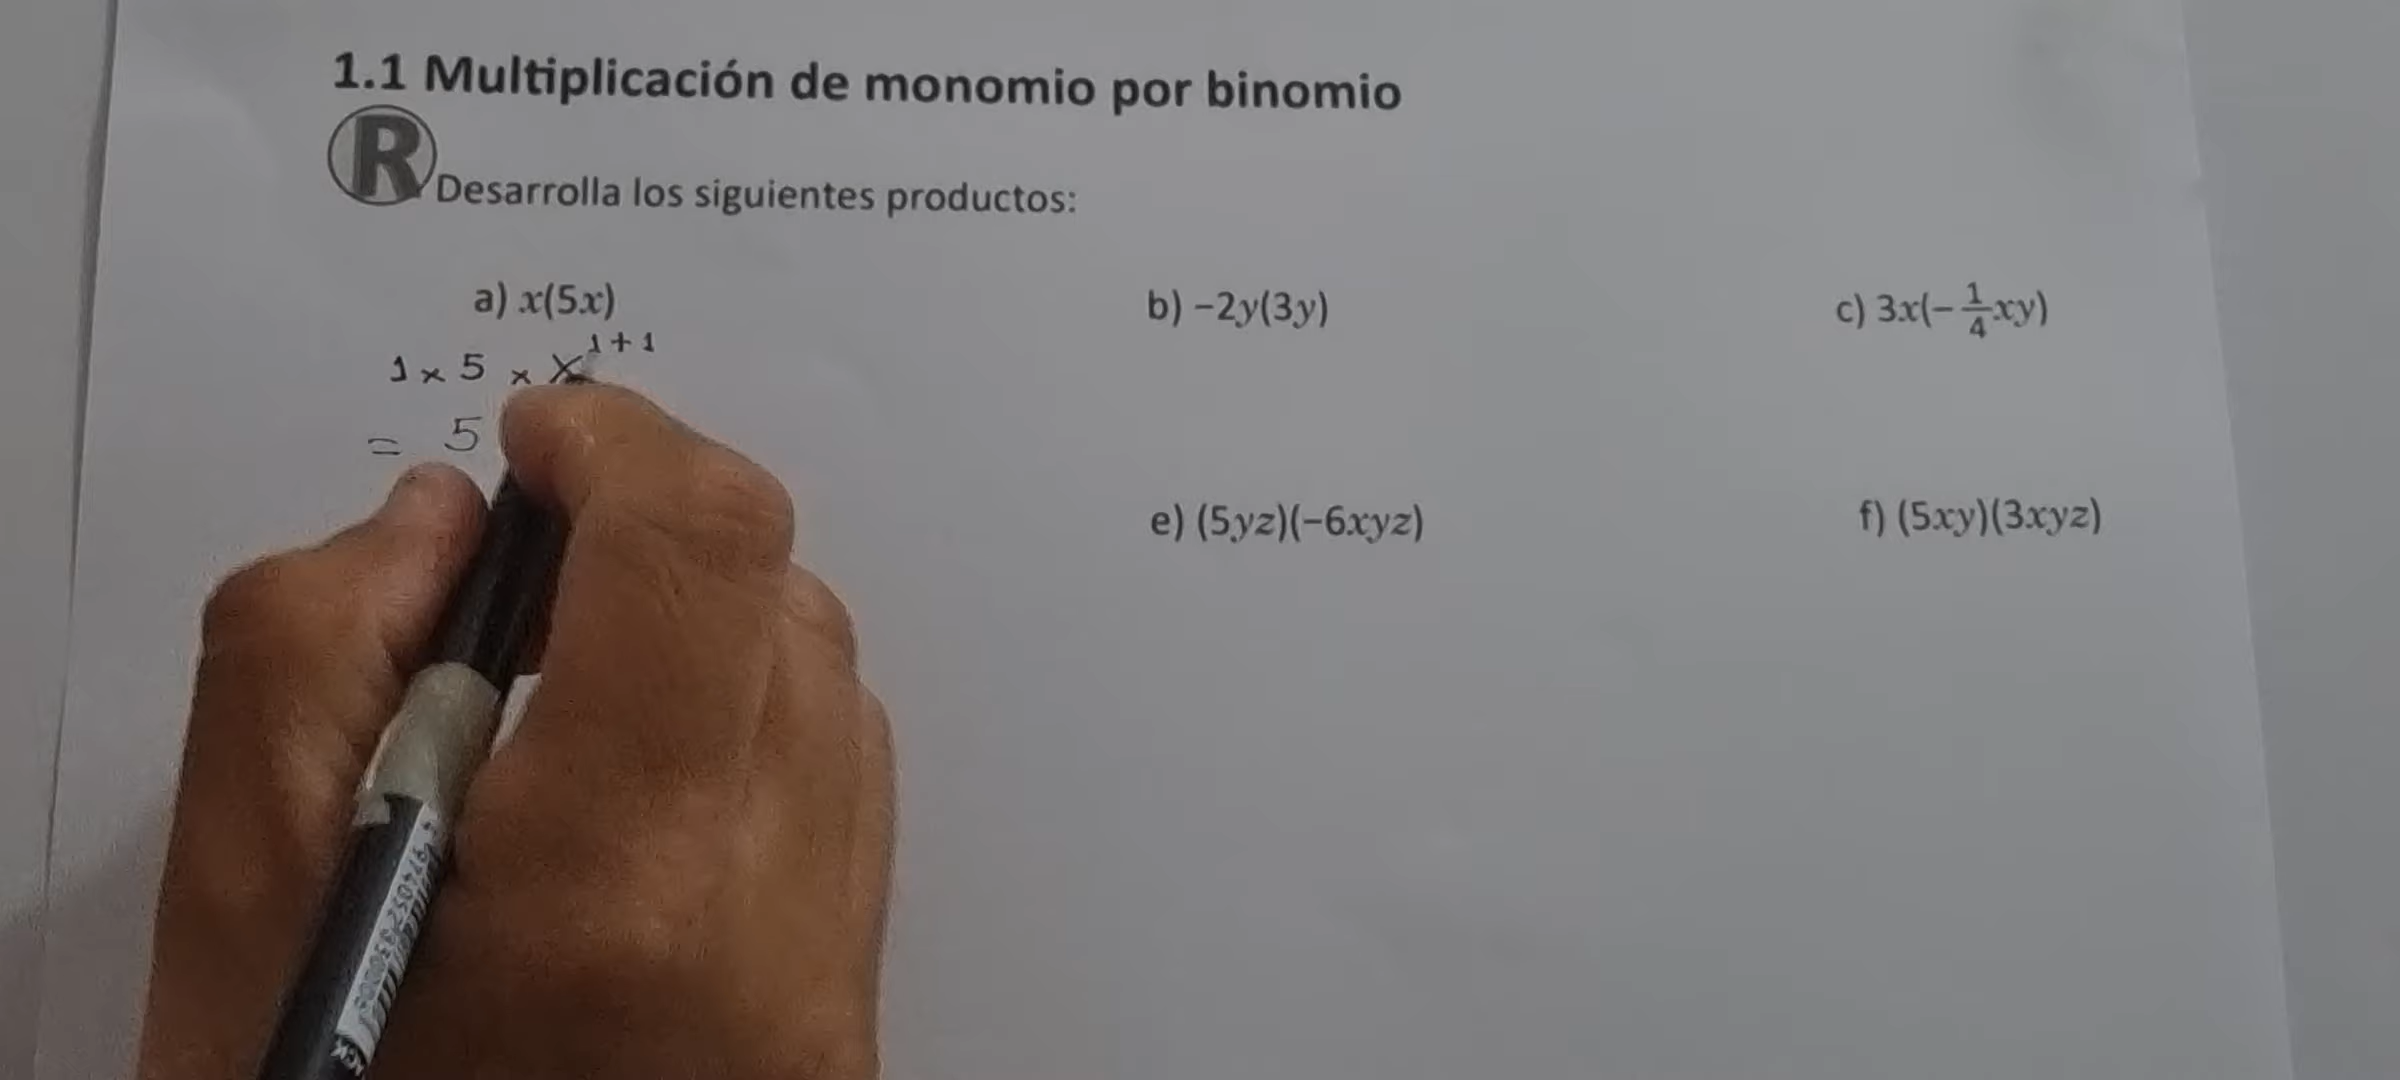 1.1 Multiplicación de monomio por binomio
R Desarrolla los siguientes productos:
a) x(5x)
b) −2y(3y)
c) 3x(−1/4xy)
1 × 5 × x^1+1
= 5
e) (5yz)(−6xyz)
f) (5xy)(3xyz)